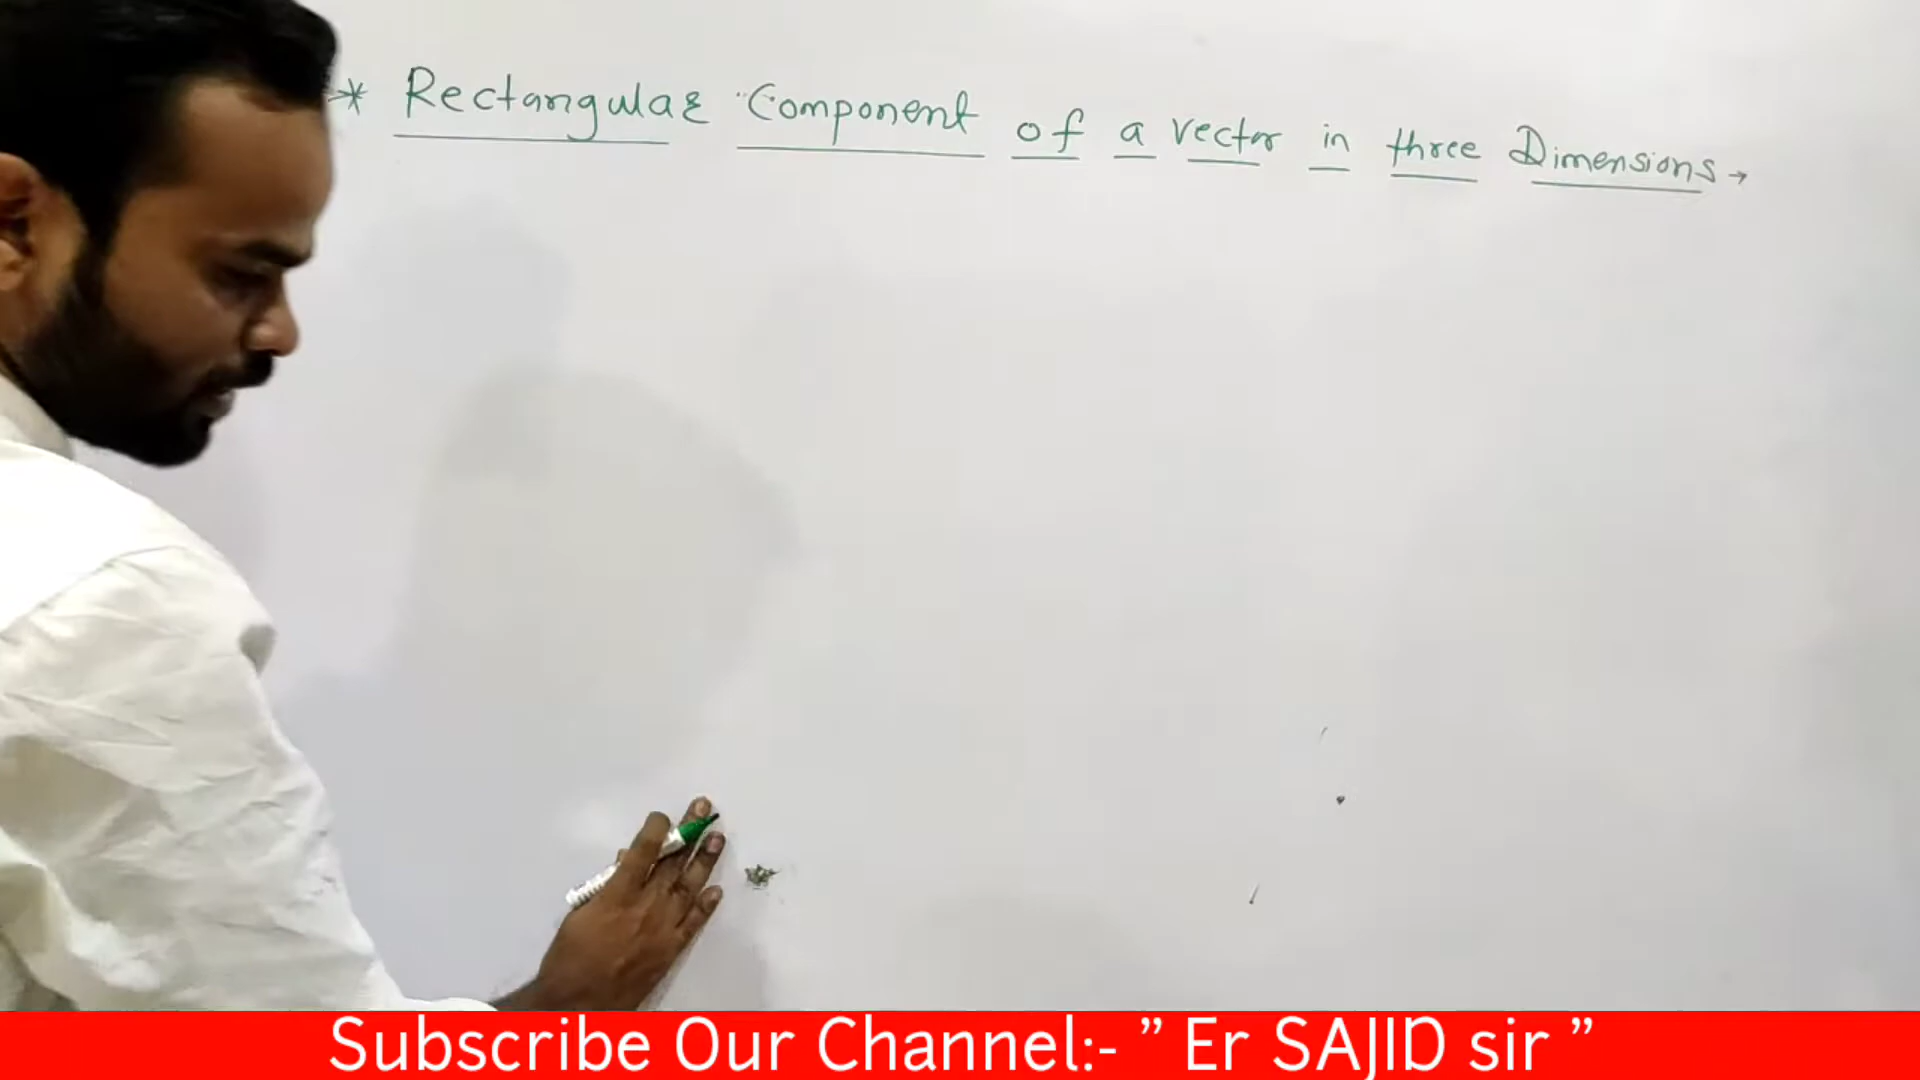 * Rectangular Component of a vector in three Dimensions →
Subscribe Our Channel:- ” Er SAJID sir ”